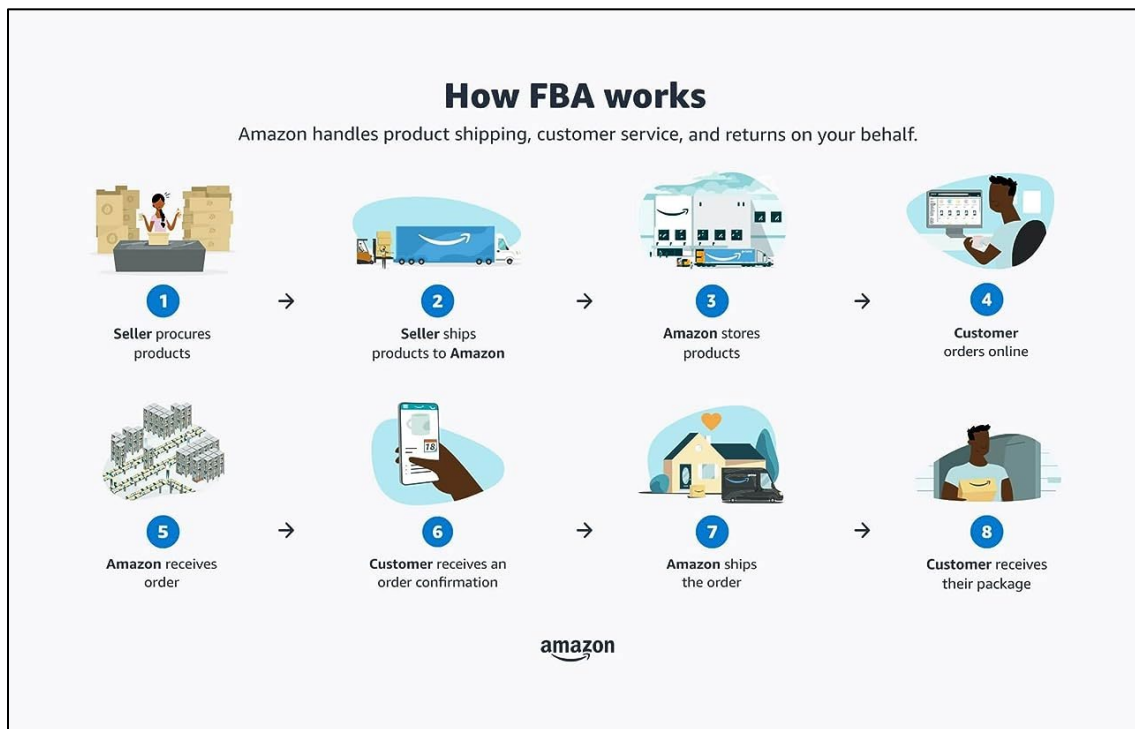 How FBA works
Amazon handles product shipping, customer service, and returns on your behalf.
1
Seller procures
products
2
Seller ships
products to Amazon
3
Amazon stores
products
4
Customer
orders online
5
Amazon receives
order
6
Customer receives an
order confirmation
18
7
Amazon ships
the order
8
Customer receives
their package
amazon